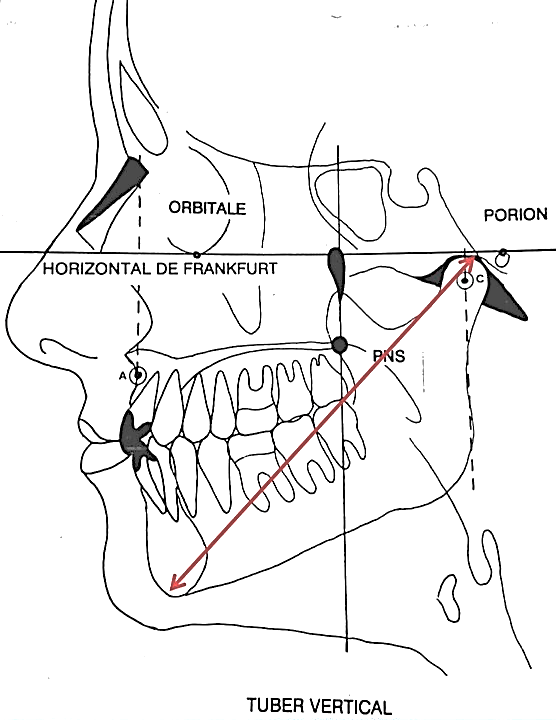 ORBITALE
PORION
HORIZONTAL DE FRANKFURT
C
PNS
A
TUBER VERTICAL